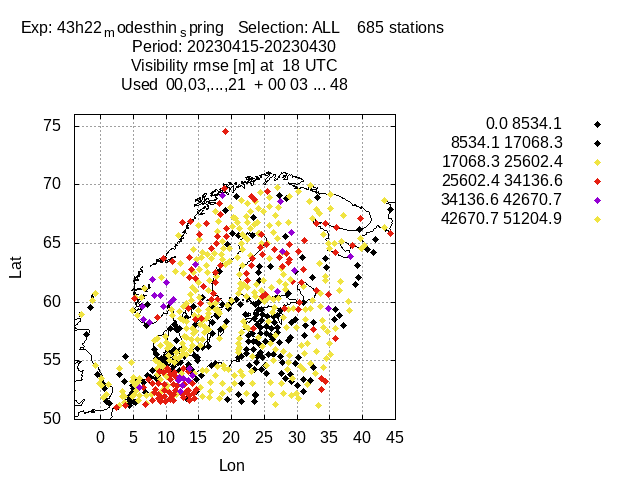 Exp: 43h22modesthinspring Selection: ALL 685 stations
Period: 20230415-20230430
Visibility rmse [m] at 18 UTC
Used 00,03,...,21 + 00 03 ... 48
0.0 8534.1
8534.1 17068.3
17068.3 25602.4
25602.4 34136.6
34136.6 42670.7
42670.7 51204.9
Lat
75
70
65
60
55
50
0 5 10 15 20 25 30 35 40 45
Lon